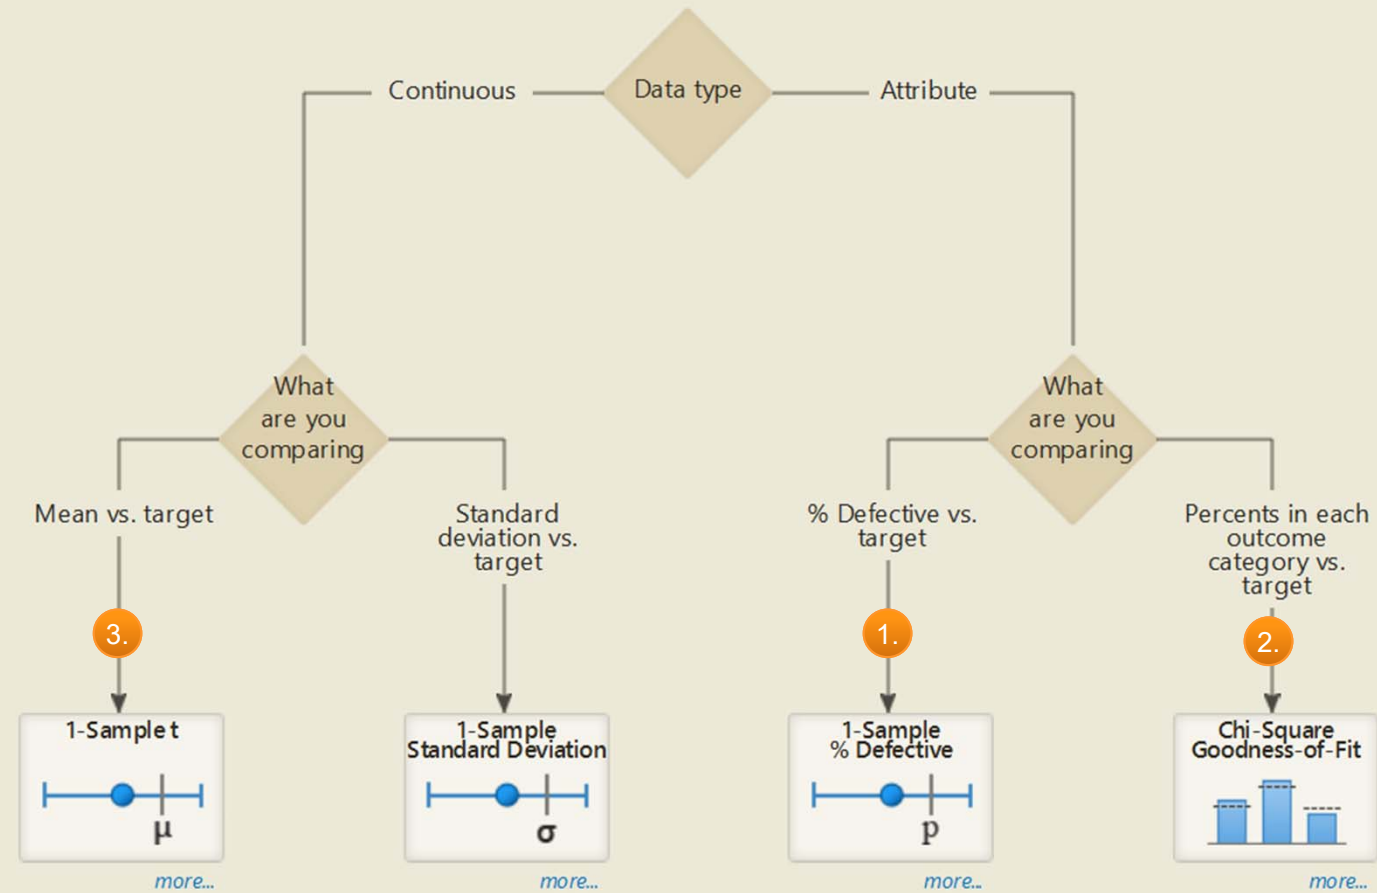 Data type
Continuous
Attribute
What
are you
comparing
What
are you
comparing
Mean vs. target
Standard
deviation vs.
target
% Defective vs.
target
Percents in each
outcome
category vs.
target
3.
1.
2.
1-Sample t
μ
more...
1-Sample
Standard Deviation
σ
more...
1-Sample
% Defective
p
more...
Chi-Square
Goodness-of-Fit
more...